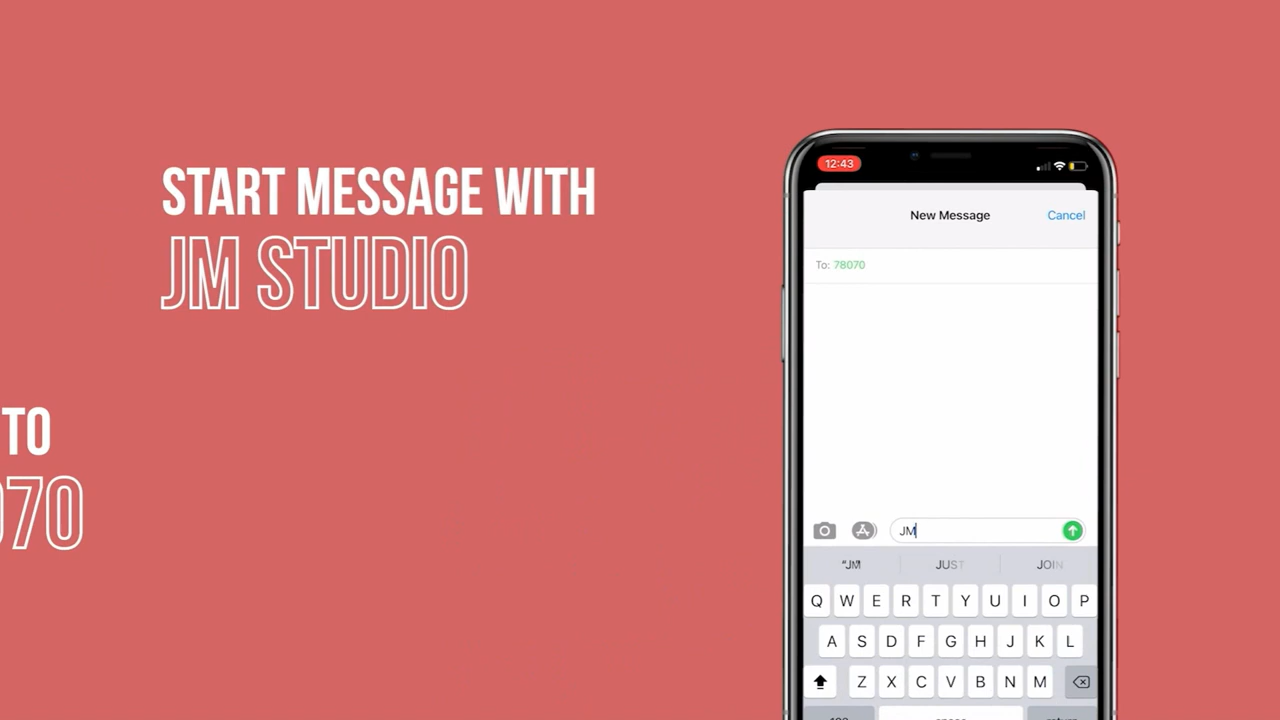 START MESSAGE WITH
JM STUDIO
TO
070
12:43
New Message
Cancel
To: 78070
JM
“JM
JUST
JOIN
Q W E R T Y U I O P
A S D F G H J K L
Z X C V B N M